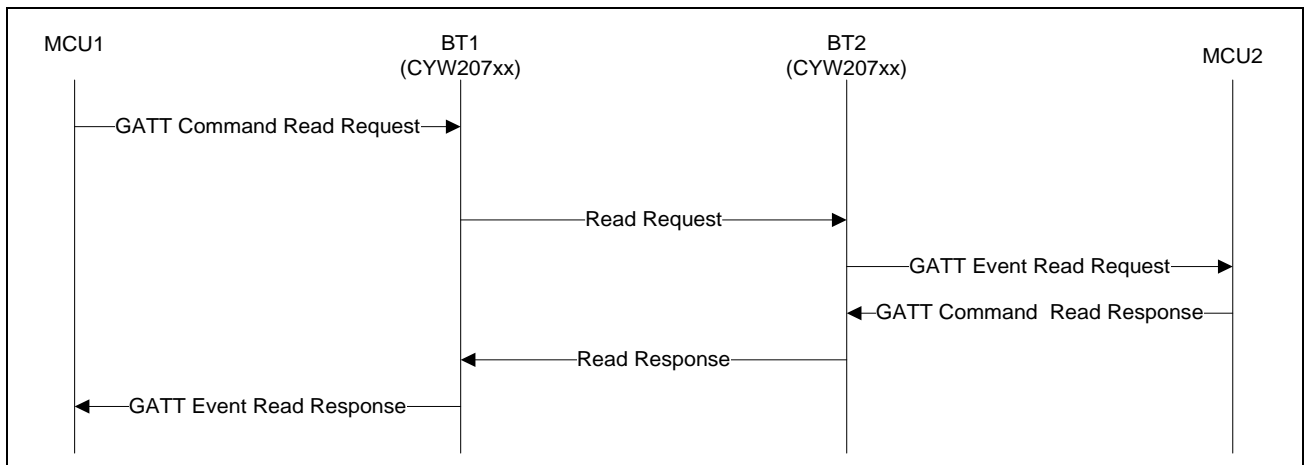 MCU1
BT1
(CYW207xx)
BT2
(CYW207xx)
MCU2
GATT Command Read Request
Read Request
GATT Event Read Request
GATT Command  Read Response
Read Response
GATT Event Read Response